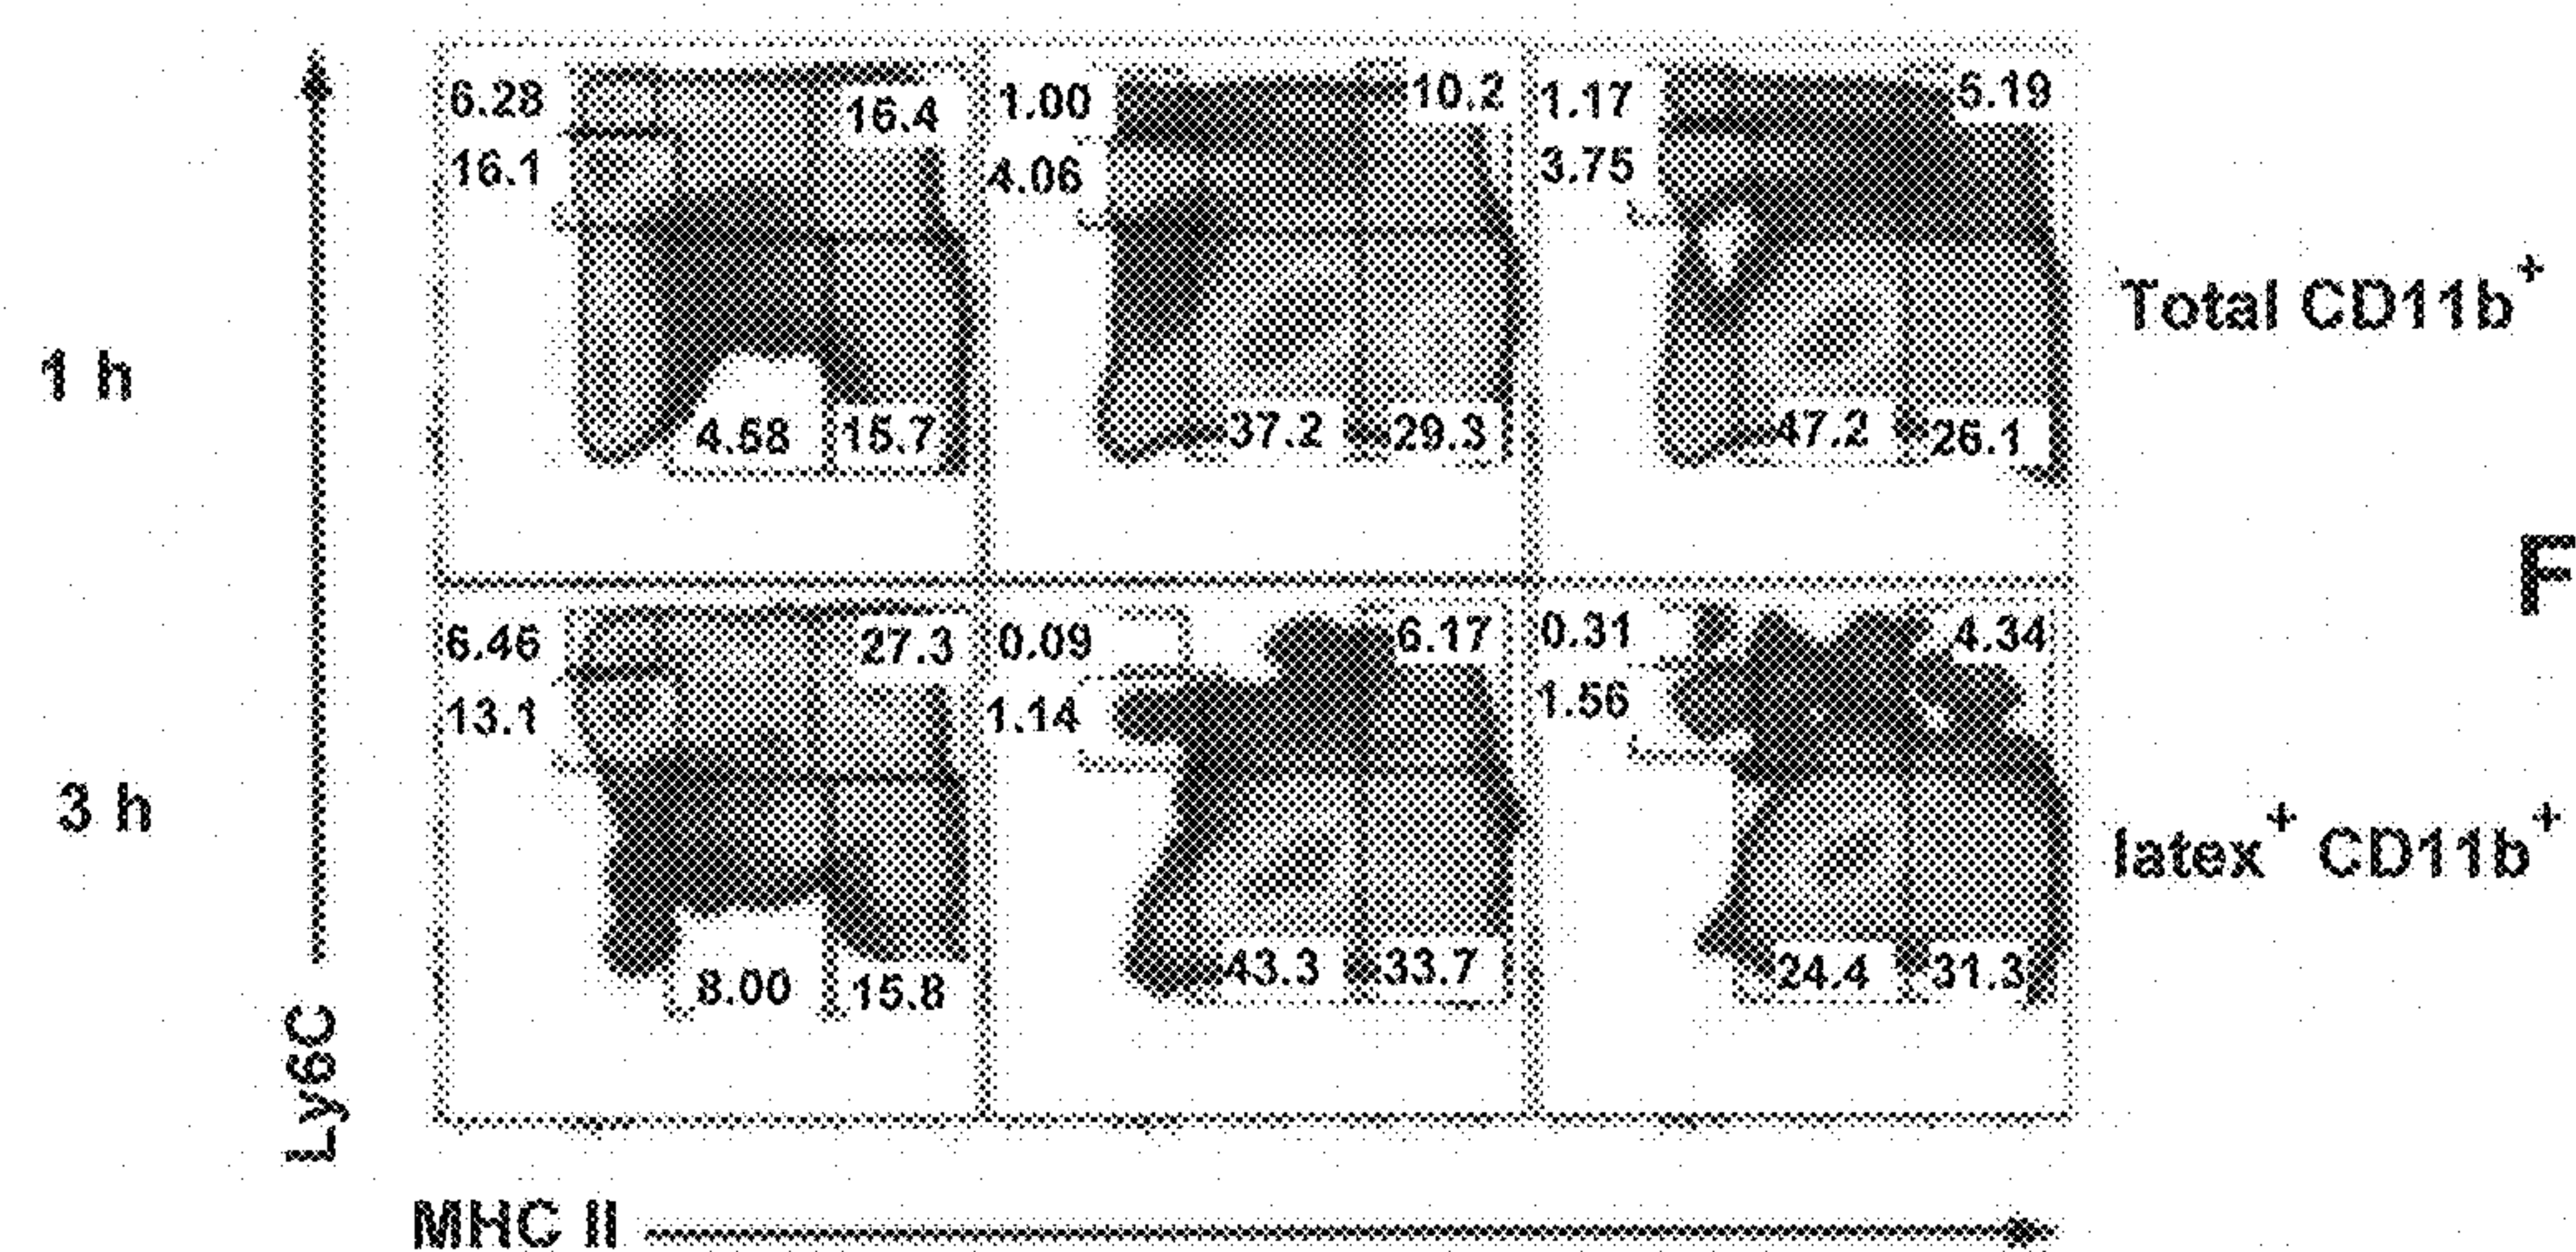 6.28 16.4 1.00 10.2 1.17 5.19
16.1 4.06 3.75
Total CD11b+
1 h
4.58 15.7 37.2 29.3 47.2 26.1
F
6.46 27.3 0.09 6.17 0.31 4.34
13.1 1.14 1.56
3 h
latex+ CD11b+
8.00 15.8 43.3 33.7 24.4 31.3
Ly6C
MHC II